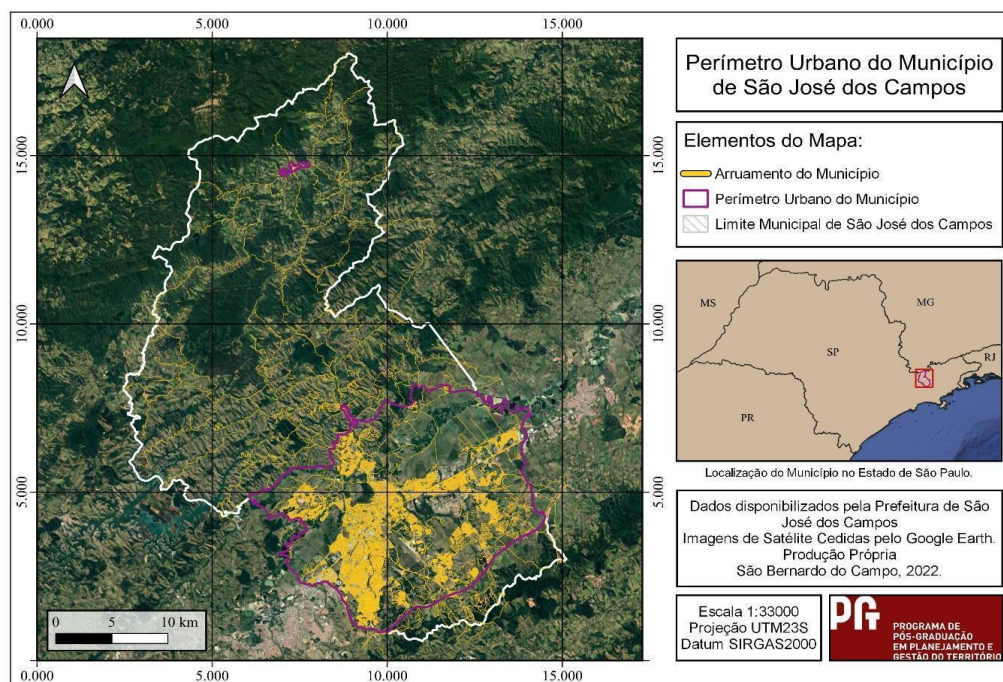 0.000 5.000 10.000 15.000
15.000 15.000
10.000 10.000
5.000 5.000
0 5 10 km
0.000 5.000 10.000 15.000
Perímetro Urbano do Município
de São José dos Campos
Elementos do Mapa:
Arruamento do Município
Perímetro Urbano do Município
Limite Municipal de São José dos Campos
MS
MG
SP
RJ
PR
Localização do Município no Estado de São Paulo.
Dados disponibilizados pela Prefeitura de São
José dos Campos
Imagens de Satélite Cedidas pelo Google Earth.
Produção Própria
São Bernardo do Campo, 2022.
Escala 1:33000
Projeção UTM23S
Datum SIRGAS2000
PGT
PROGRAMA DE
PÓS-GRADUAÇÃO
EM PLANEJAMENTO E
GESTÃO DO TERRITÓRIO